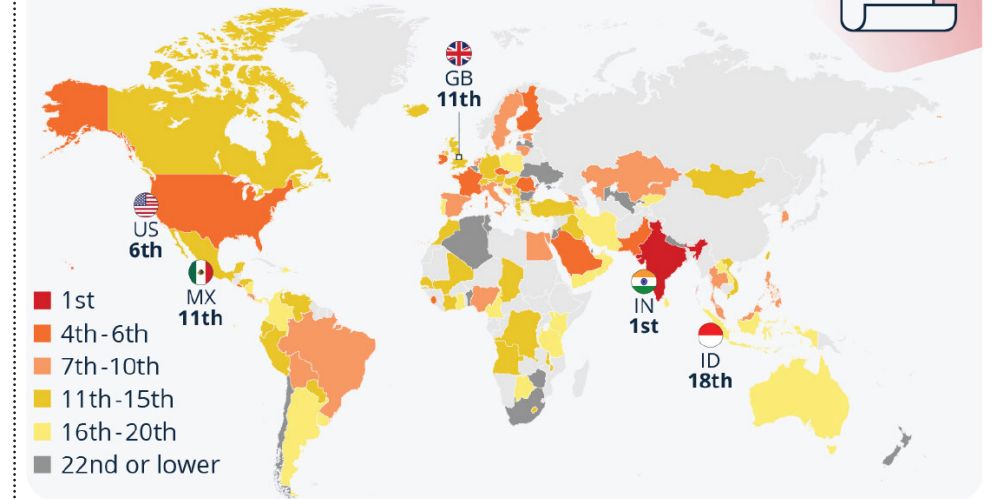 GB
11th
US
6th
MX
11th
IN
1st
ID
18th
1st
4th-6th
7th-10th
11th-15th
16th-20th
22nd or lower